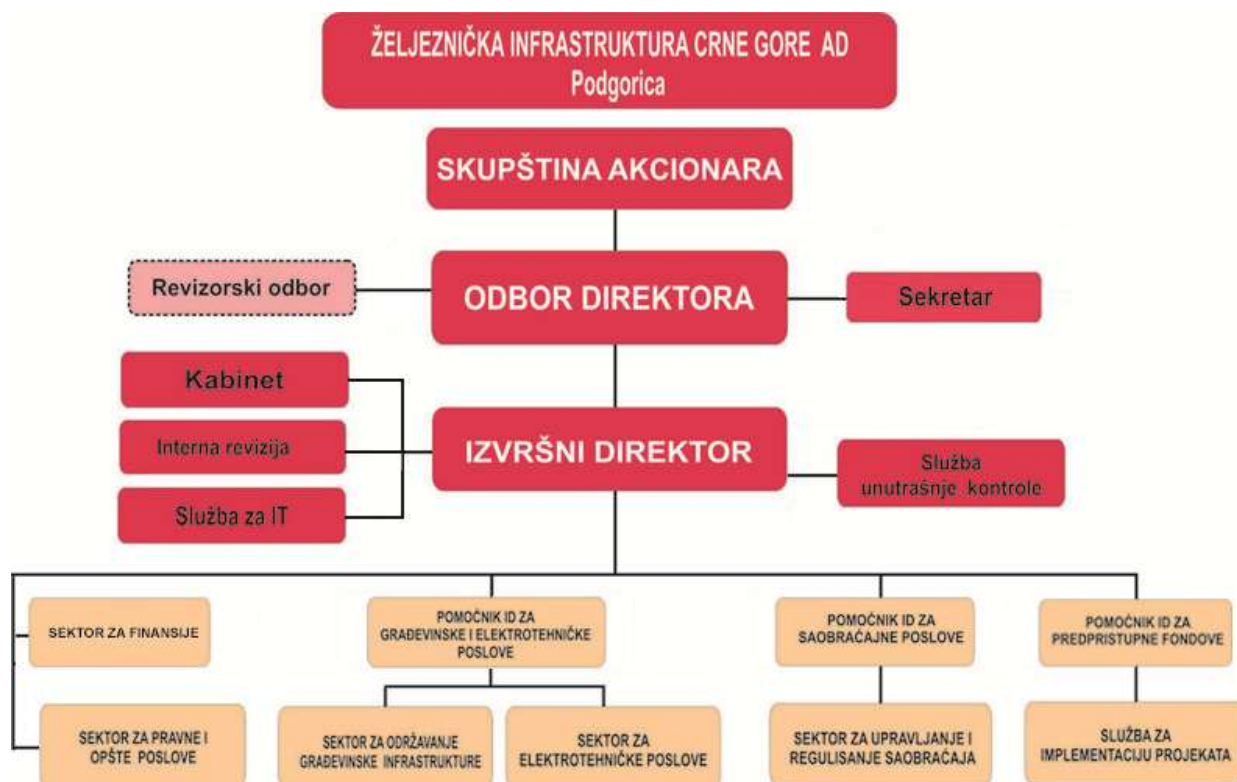 ŽELJEZNIČKA INFRASTRUKTURA CRNE GORE AD
Podgorica
SKUPŠTINA AKCIONARA
Revizorski odbor
ODBOR DIREKTORA
Sekretar
Kabinet
Interna revizija
IZVRŠNI DIREKTOR
Služba
unutrašnje kontrole
Služba za IT
SEKTOR ZA FINANSIJE
POMOČNIK ID ZA
GRAĐEVINSKE I ELEKTROTEHNIČKE
POSLOVE
POMOČNIK ID ZA
SAOBRAĆAJNE POSLOVE
POMOČNIK ID ZA
PREDPRISTUPNE FONDOVE
SEKTOR ZA PRAVNE I
OPŠTE POSLOVE
SEKTOR ZA ODRŽAVANJE
GRAĐEVINSKE INFRASTRUKTURE
SEKTOR ZA
ELEKTROTEHNIČKE POSLOVE
SEKTOR ZA UPRAVLJANJE I
REGULISANJE SAOBRAĆAJA
SLUŽBA ZA
IMPLEMENTACIJU PROJEKATA